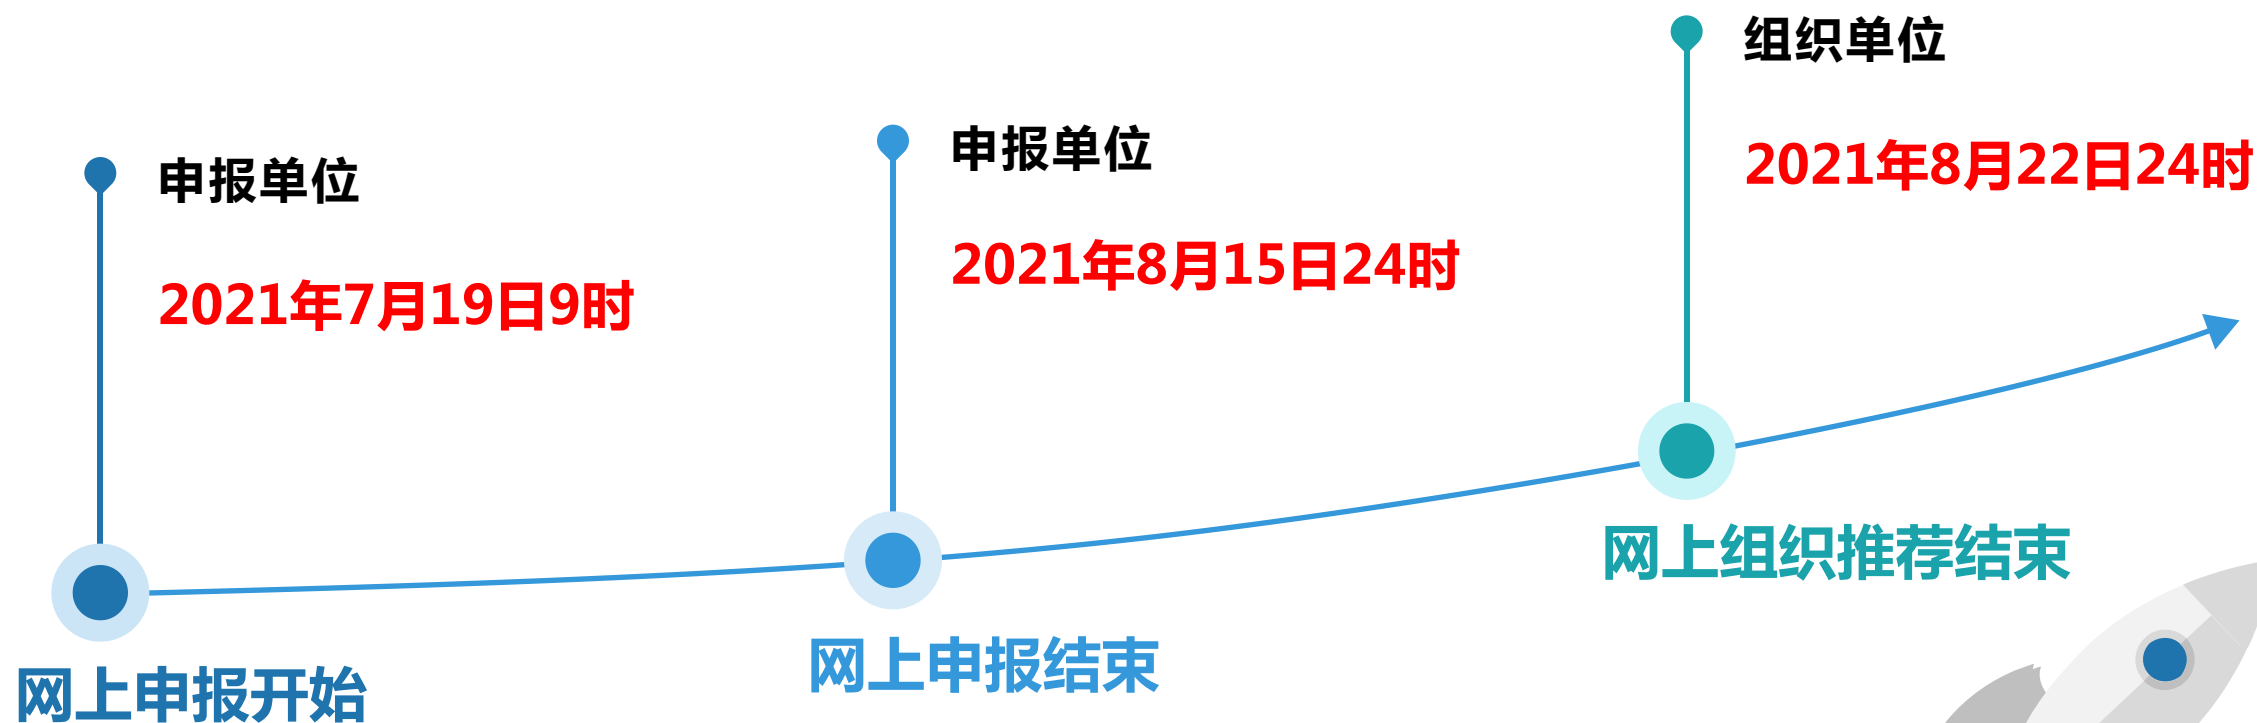 申报单位
2021年7月19日9时
网上申报开始
申报单位
2021年8月15日24时
网上申报结束
组织单位
2021年8月22日24时
网上组织推荐结束